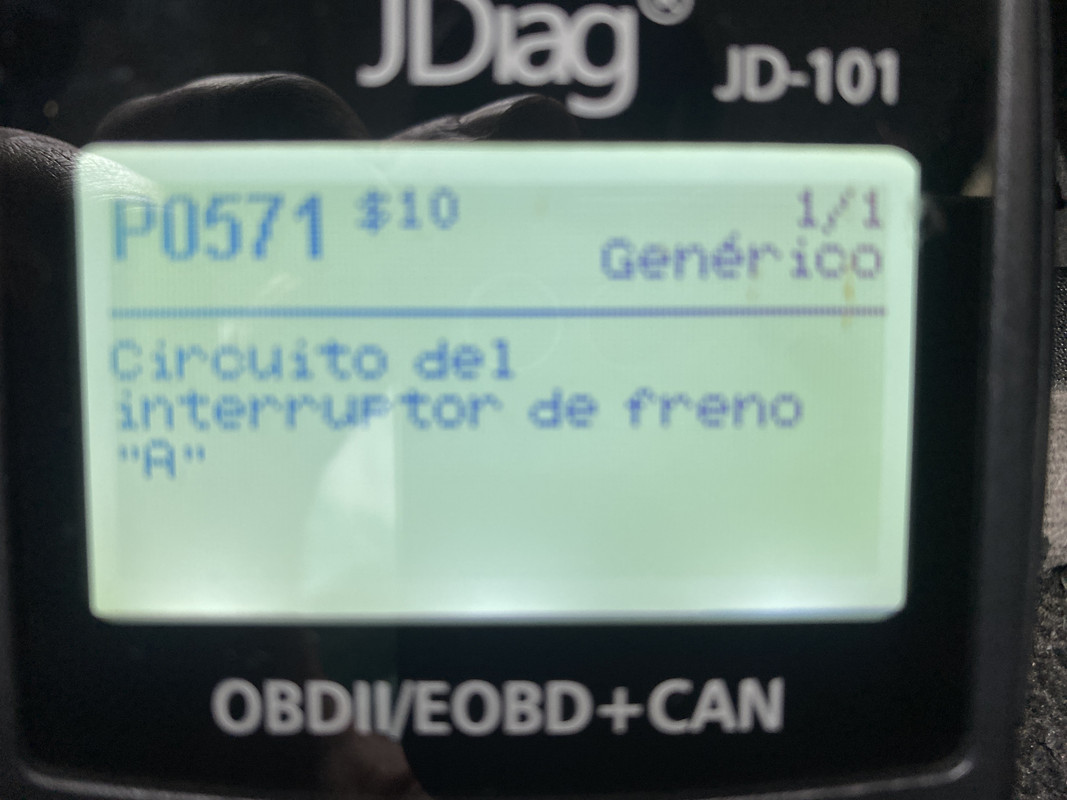 JDiag®
JD-101
P0571 $10 1/1
Genérico
Circuito del
interruptor de freno
"A"
OBDII/EOBD+CAN